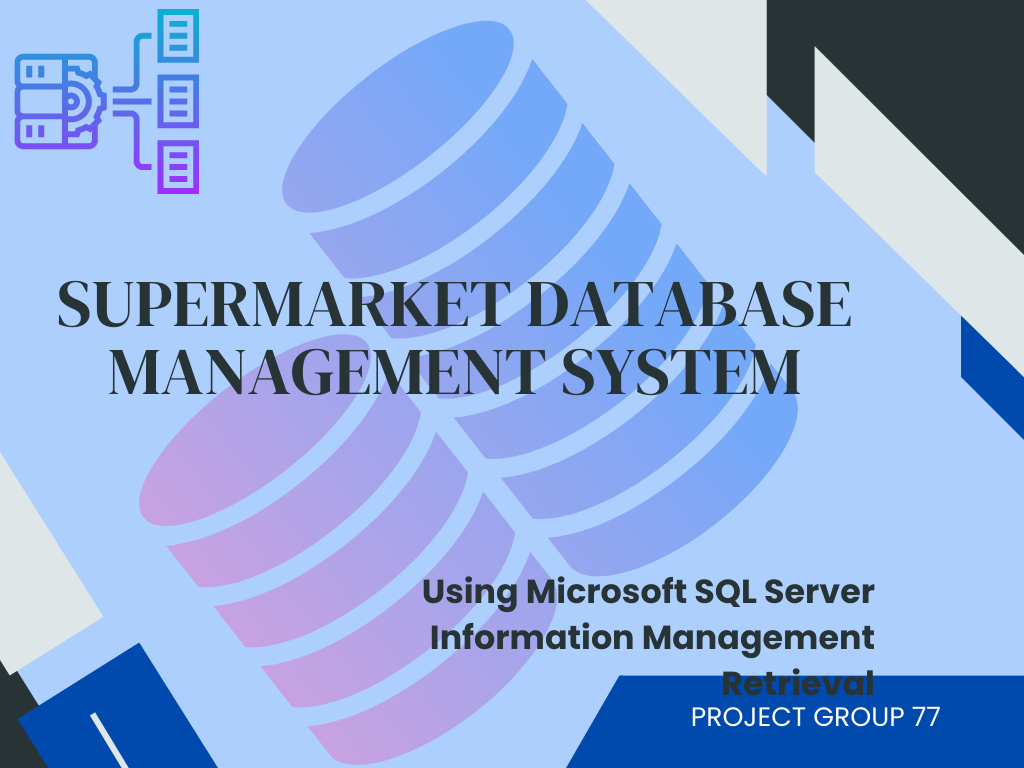 SUPERMARKET DATABASE
MANAGEMENT SYSTEM
Using Microsoft SQL Server
Information Management
Retrieval
PROJECT GROUP 77